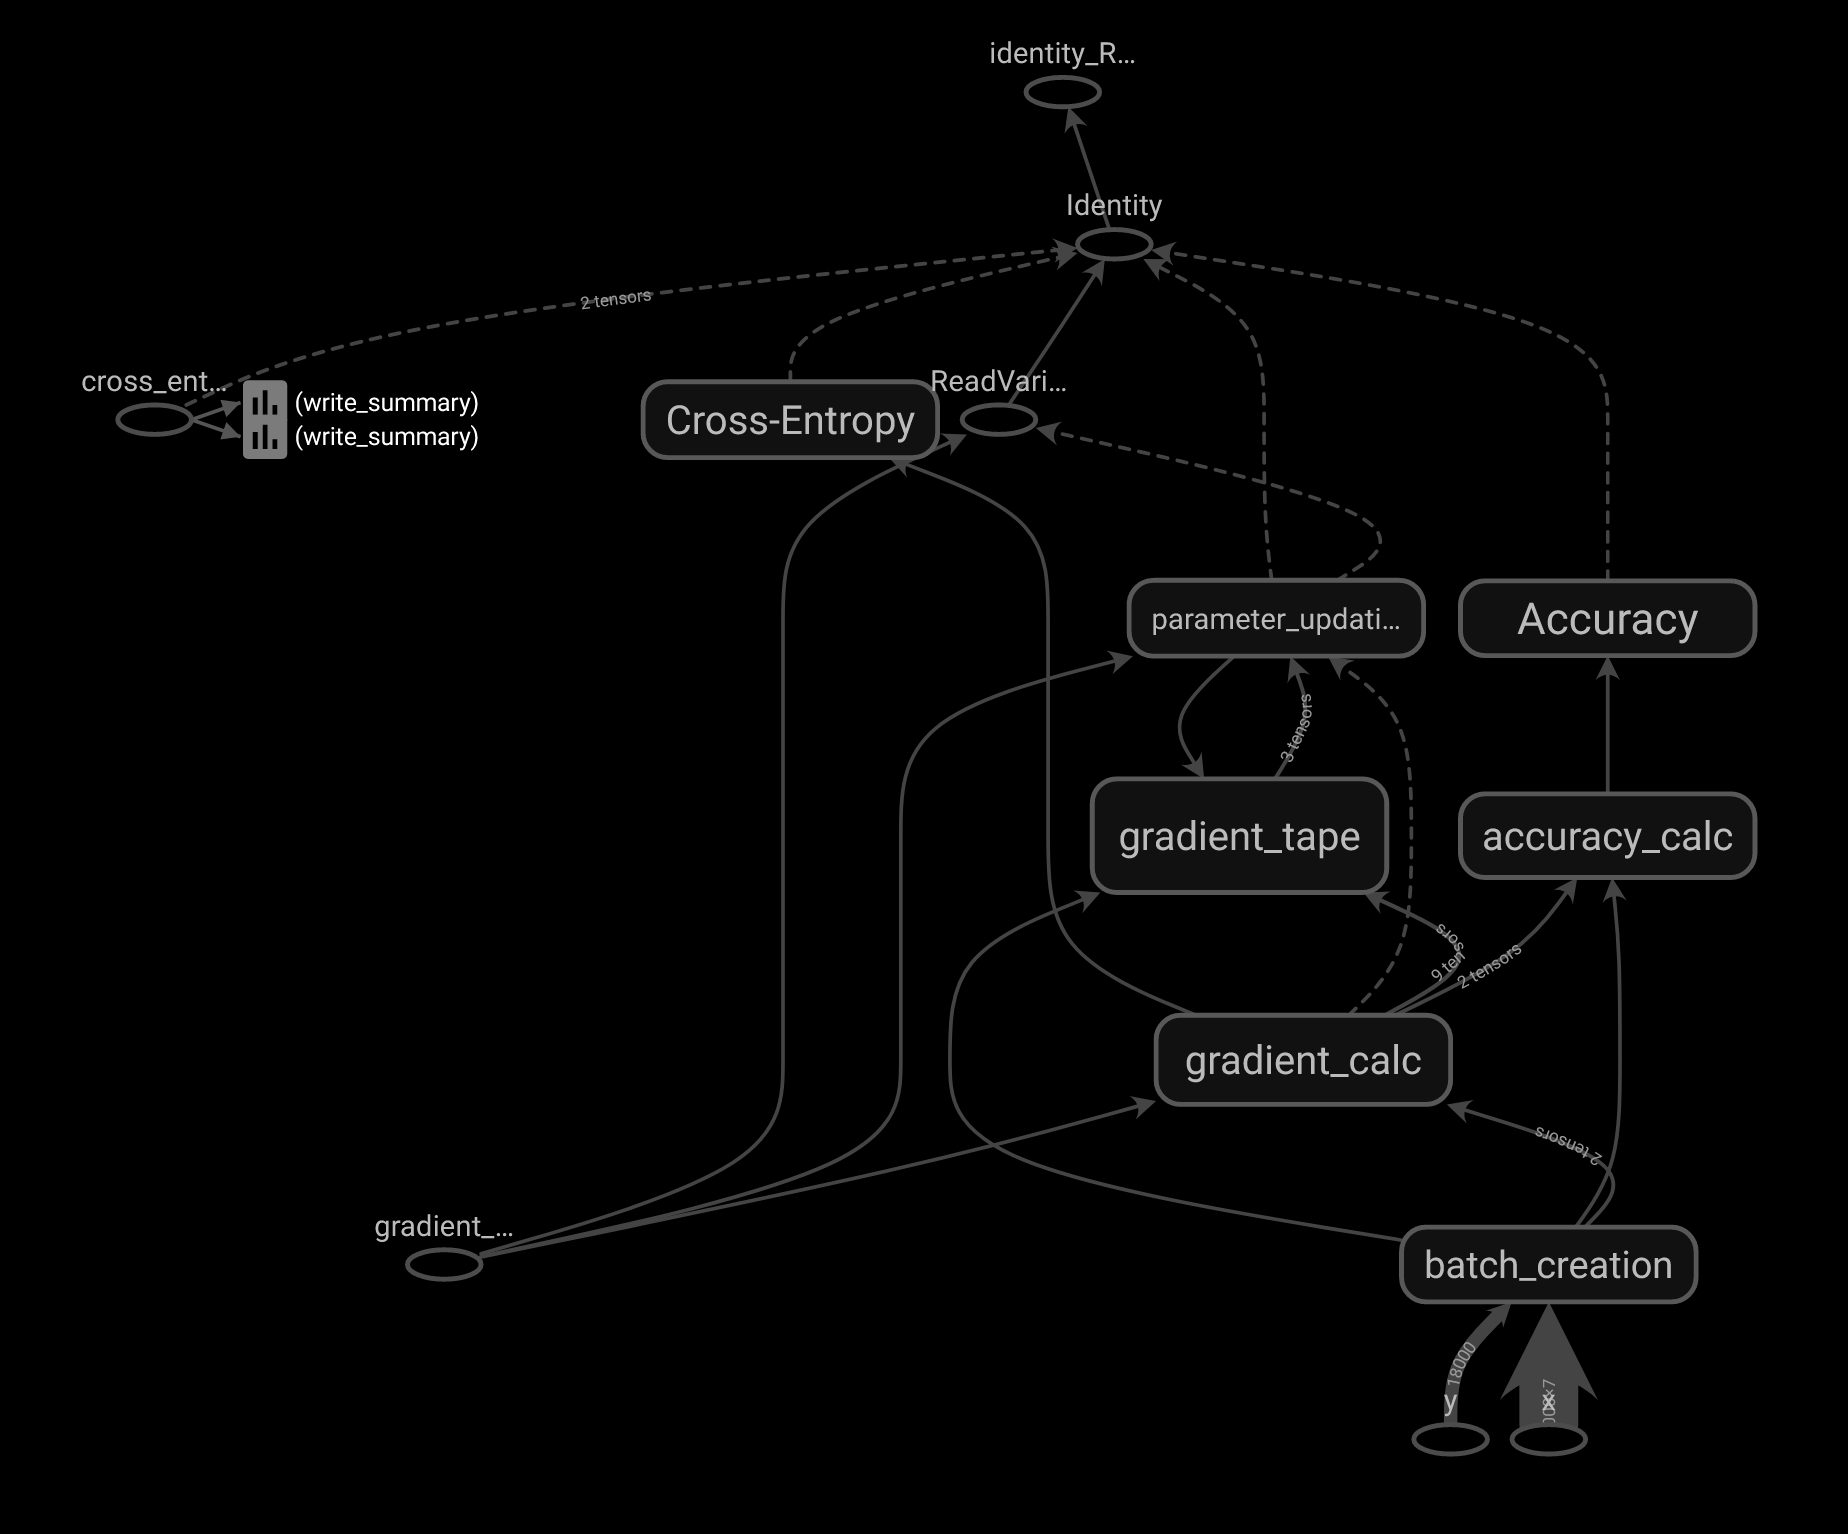 identity_R...
Identity
2 tensors
cross_ent...
(write_summary)
(write_summary)
Cross-Entropy
ReadVari...
parameter_updati...
Accuracy
3 tensors
gradient_tape
accuracy_calc
9 tensors
2 tensors
gradient_calc
2 tensors
gradient_...
batch_creation
18000
y
x